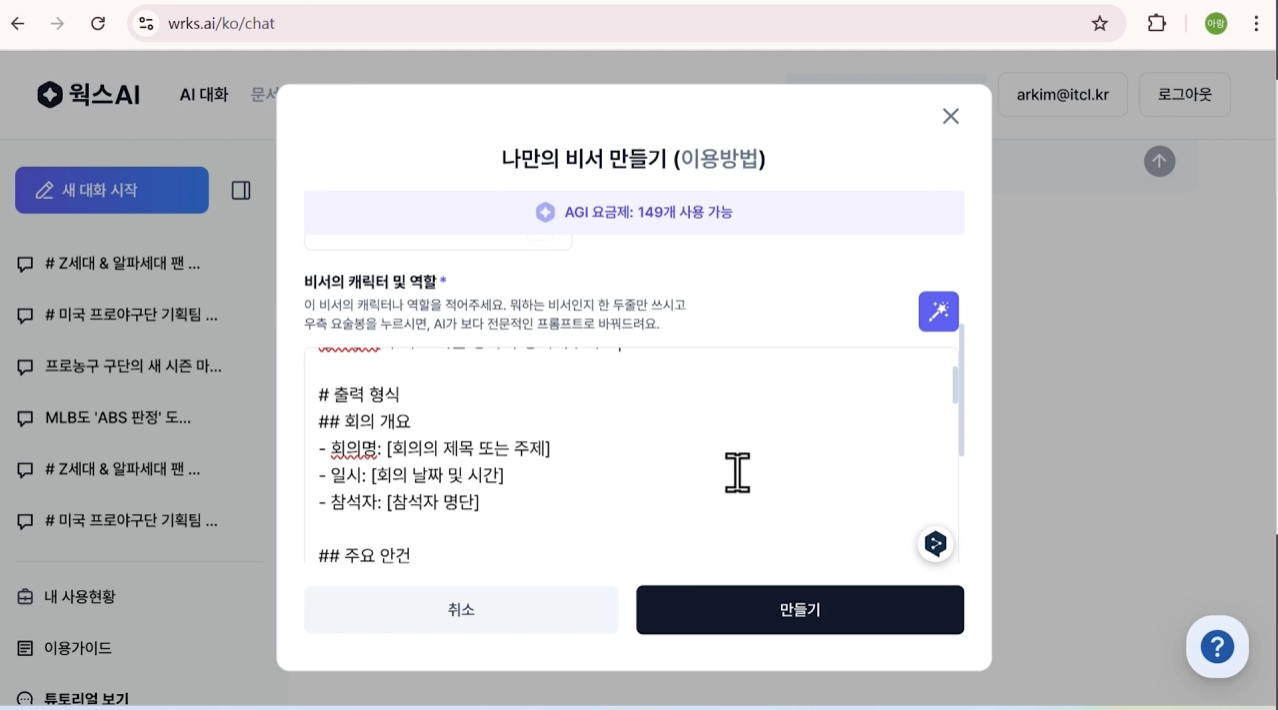 wrks.ai/ko/chat
아람
웍스AI
AI 대화
문서
arkim@itcl.kr
로그아웃
새 대화 시작
# Z세대 & 알파세대 팬 ...
# 미국 프로야구단 기획팀 ...
프로농구 구단의 새 시즌 마...
MLB도 'ABS 판정' 도...
# Z세대 & 알파세대 팬 ...
# 미국 프로야구단 기획팀 ...
내 사용현황
이용가이드
튜토리얼 보기
나만의 비서 만들기 (이용방법)
AGI 요금제: 149개 사용 가능
비서의 캐릭터 및 역할 *
이 비서의 캐릭터나 역할을 적어주세요. 뭐하는 비서인지 한 두줄만 쓰시고
우측 요술봉을 누르시면, AI가 보다 전문적인 프롬프트로 바꿔드려요.
# 출력 형식
## 회의 개요
- 회의명: [회의의 제목 또는 주제]
- 일시: [회의 날짜 및 시간]
- 참석자: [참석자 명단]
## 주요 안건
취소
만들기
?